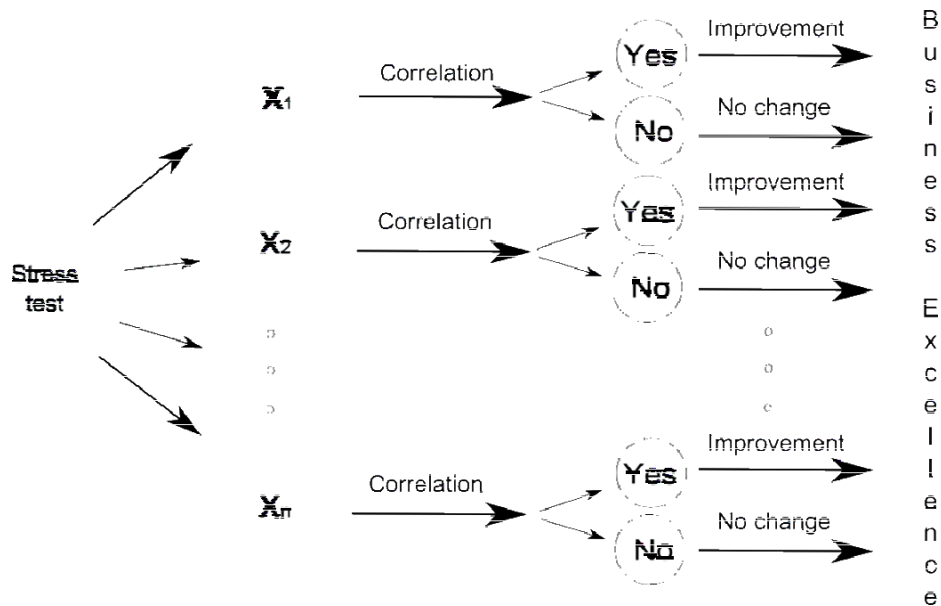 Stress
test
X₁
Correlation
Yes
Improvement
No
No change
X₂
Correlation
Yes
Improvement
No
No change
Xₙ
Correlation
Yes
Improvement
No
No change
Business
Excellence